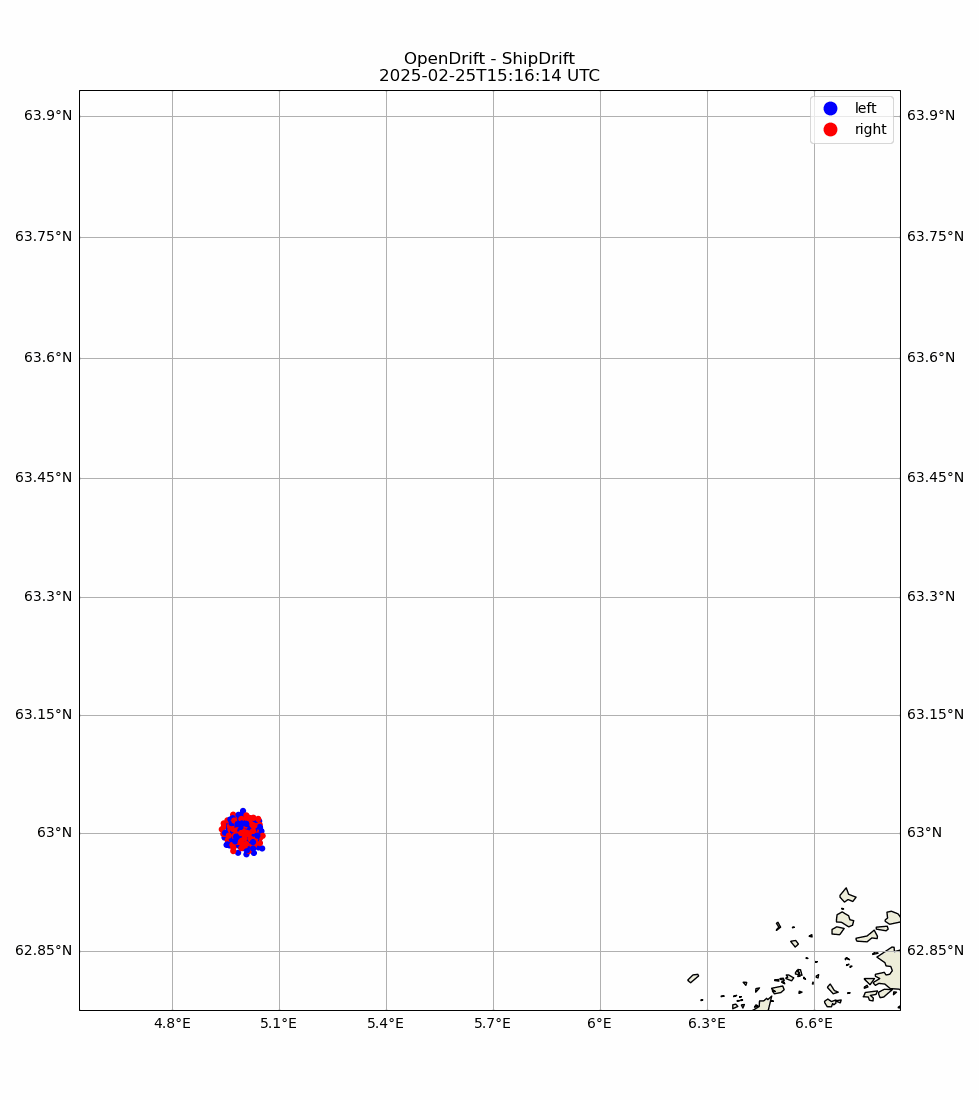 OpenDrift - ShipDrift
2025-02-25T15:16:14 UTC
left
right
63.9°N 63.9°N
63.75°N 63.75°N
63.6°N 63.6°N
63.45°N 63.45°N
63.3°N 63.3°N
63.15°N 63.15°N
63°N 63°N
62.85°N 62.85°N
4.8°E 5.1°E 5.4°E 5.7°E 6°E 6.3°E 6.6°E